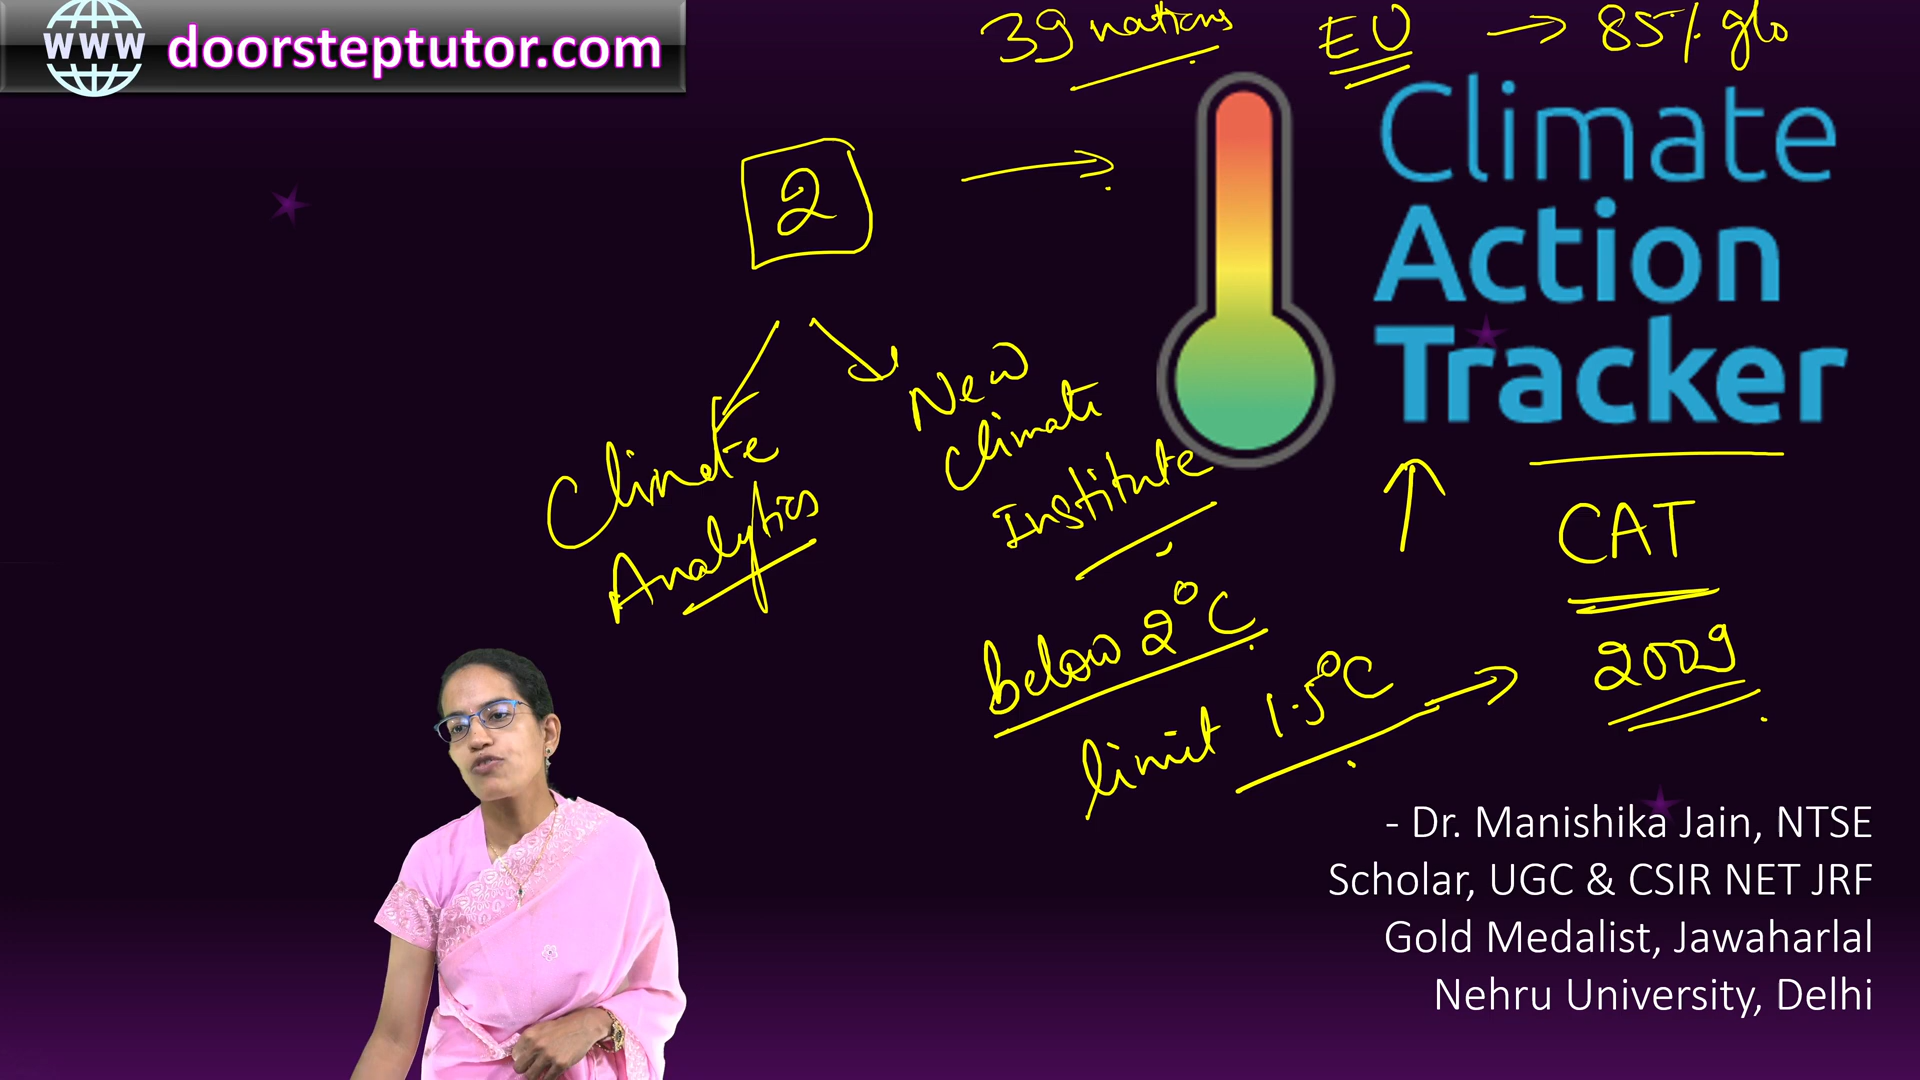 WWW doorsteptutor.com
39 nations EU → 85% glo
2 →
Climate
Action
Tracker
Climate
Analytics
New
Climate
Institute
CAT
below 2°C
limit 1.5°C →
2009
- Dr. Manishika Jain, NTSE
Scholar, UGC & CSIR NET JRF
Gold Medalist, Jawaharlal
Nehru University, Delhi